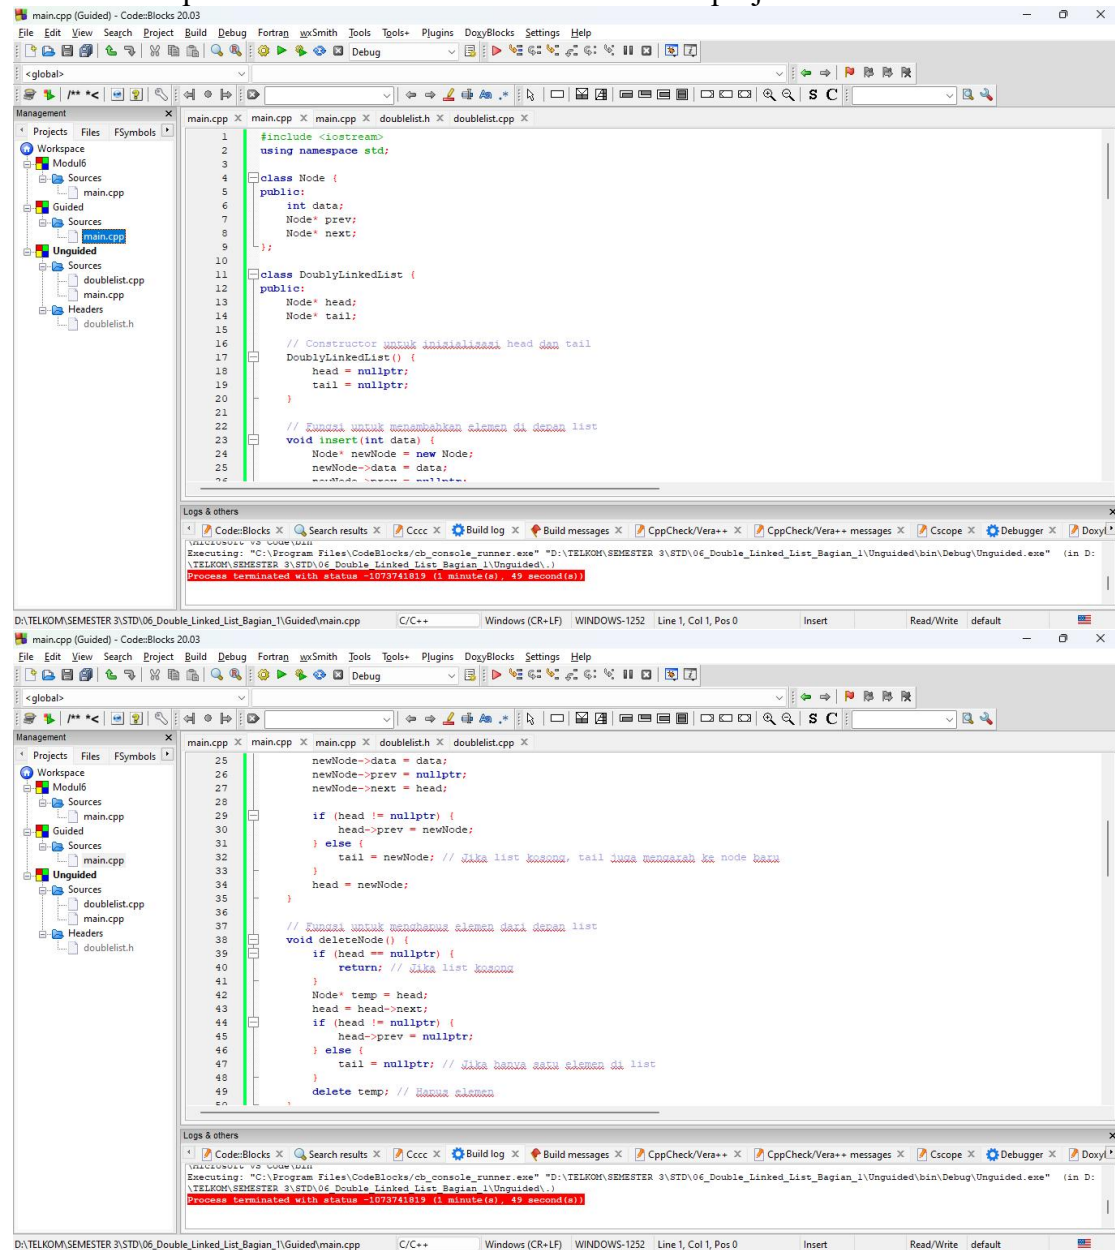 main.cpp (Guided) - Code::Blocks 20.03
File Edit View Search Project Build Debug Fortran wxSmith Tools Tools+ Plugins DoxyBlocks Settings Help
Debug
<global>
/** *< S C
Management
main.cpp X main.cpp X main.cpp X doublelist.h X doublelist.cpp X
Projects Files FSymbols
Workspace
Modul6
Sources
main.cpp
Guided
Sources
main.cpp
Unguided
Sources
doublelist.cpp
main.cpp
Headers
doublelist.h
1 #include <iostream>
2 using namespace std;
3
4 class Node {
5 public:
6 int data;
7 Node* prev;
8 Node* next;
9 };
10
11 class DoublyLinkedList {
12 public:
13 Node* head;
14 Node* tail;
15
16 // Constructor untuk inisialisasi head dan tail
17 DoublyLinkedList() {
18 head = nullptr;
19 tail = nullptr;
20 }
21
22 // Fungsi untuk menambahkan elemen di depan list
23 void insert(int data) {
24 Node* newNode = new Node;
25 newNode->data = data;
26 newNode->prev = nullptr;
Logs & others
Code::Blocks X Search results X Cccc X Build log X Build messages X CppCheck/Vera++ X CppCheck/Vera++ messages X Cscope X Debugger X
\Microsoft VS Code\bin
Executing: "C:\Program Files\CodeBlocks/cb_console_runner.exe" "D:\TELKOM\SEMESTER 3\STD\06_Double_Linked_List_Bagian_1\Unguided\bin\Debug\Unguided.exe" (in D:
\TELKOM\SEMESTER 3\STD\06_Double_Linked_List_Bagian_1\Unguided\.)
Process terminated with status -1073741819 (1 minute(s), 49 second(s))
D:\TELKOM\SEMESTER 3\STD\06_Double_Linked_List_Bagian_1\Guided\main.cpp C/C++ Windows (CR+LF) WINDOWS-1252 Line 1, Col 1, Pos 0 Insert Read/Write default
main.cpp (Guided) - Code::Blocks 20.03
File Edit View Search Project Build Debug Fortran wxSmith Tools Tools+ Plugins DoxyBlocks Settings Help
Debug
<global>
/** *< S C
Management
main.cpp X main.cpp X main.cpp X doublelist.h X doublelist.cpp X
Projects Files FSymbols
Workspace
Modul6
Sources
main.cpp
Guided
Sources
main.cpp
Unguided
Sources
doublelist.cpp
main.cpp
Headers
doublelist.h
25 newNode->data = data;
26 newNode->prev = nullptr;
27 newNode->next = head;
28
29 if (head != nullptr) {
30 head->prev = newNode;
31 } else {
32 tail = newNode; // Jika list kosong, tail juga mengarah ke node baru
33 }
34 head = newNode;
35 }
36
37 // Fungsi untuk menghapus elemen dari depan list
38 void deleteNode() {
39 if (head == nullptr) {
40 return; // Jika list kosong
41 }
42 Node* temp = head;
43 head = head->next;
44 if (head != nullptr) {
45 head->prev = nullptr;
46 } else {
47 tail = nullptr; // Jika hanya satu elemen di list
48 }
49 delete temp; // Hapus elemen
50 }
Logs & others
Code::Blocks X Search results X Cccc X Build log X Build messages X CppCheck/Vera++ X CppCheck/Vera++ messages X Cscope X Debugger X
\Microsoft VS Code\bin
Executing: "C:\Program Files\CodeBlocks/cb_console_runner.exe" "D:\TELKOM\SEMESTER 3\STD\06_Double_Linked_List_Bagian_1\Unguided\bin\Debug\Unguided.exe" (in D:
\TELKOM\SEMESTER 3\STD\06_Double_Linked_List_Bagian_1\Unguided\.)
Process terminated with status -1073741819 (1 minute(s), 49 second(s))
D:\TELKOM\SEMESTER 3\STD\06_Double_Linked_List_Bagian_1\Guided\main.cpp C/C++ Windows (CR+LF) WINDOWS-1252 Line 1, Col 1, Pos 0 Insert Read/Write default